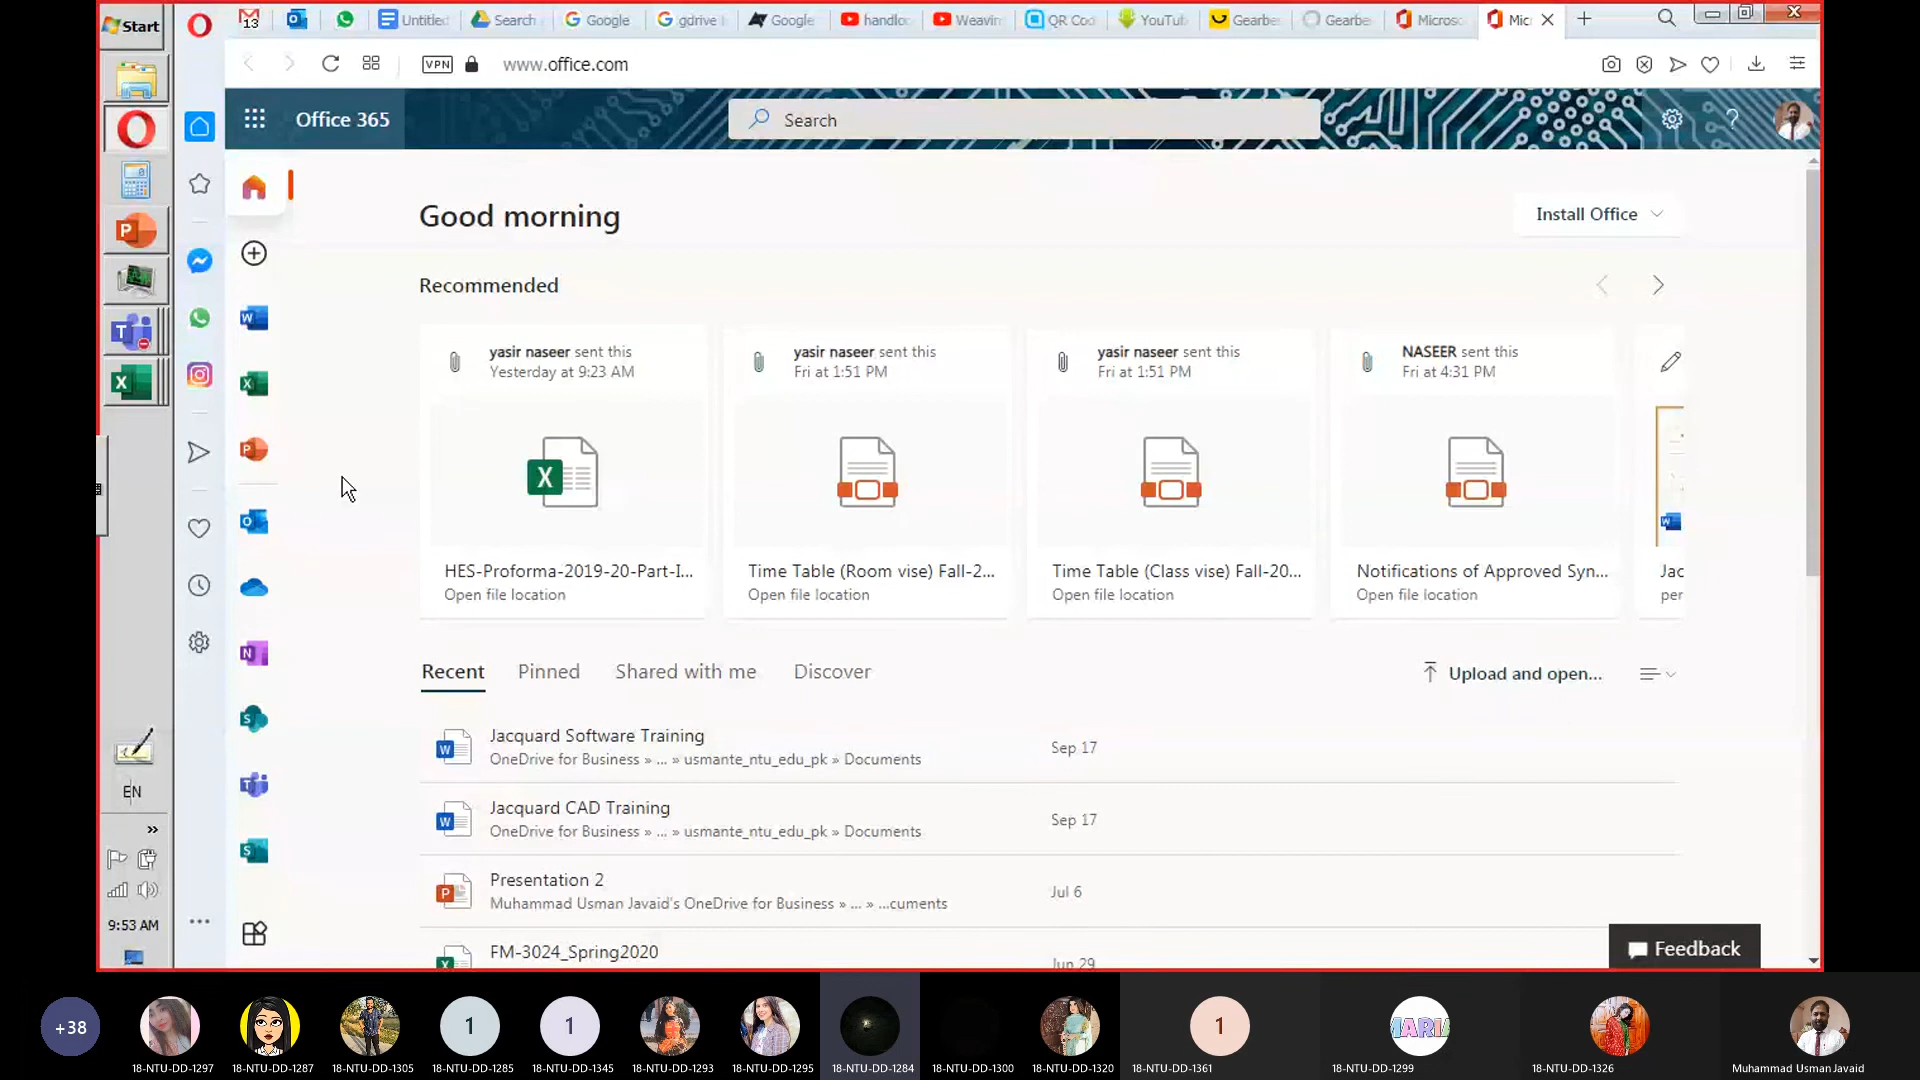 Start
13
Untitled
Search
Google
gdrive
Google
handlo
Weavin
QR Cod
YouTub
Gearbe
Gearbe
Microso
Mic
VPN
www.office.com
Office 365
Search
Good morning
Install Office
Recommended
yasir naseer sent this
Yesterday at 9:23 AM
HES-Proforma-2019-20-Part-I...
Open file location
yasir naseer sent this
Fri at 1:51 PM
Time Table (Room vise) Fall-2...
Open file location
yasir naseer sent this
Fri at 1:51 PM
Time Table (Class vise) Fall-20...
Open file location
NASEER sent this
Fri at 4:31 PM
Notifications of Approved Syn...
Open file location
Jac
per
Recent Pinned Shared with me Discover
Upload and open...
Jacquard Software Training
OneDrive for Business » ... » usmante_ntu_edu_pk » Documents
Sep 17
Jacquard CAD Training
OneDrive for Business » ... » usmante_ntu_edu_pk » Documents
Sep 17
Presentation 2
Muhammad Usman Javaid's OneDrive for Business » ... » ...cuments
Jul 6
FM-3024_Spring2020
Jun 29
Feedback
EN
9:53 AM
+38
18-NTU-DD-1297
18-NTU-DD-1287
18-NTU-DD-1305
1
18-NTU-DD-1285
1
18-NTU-DD-1345
18-NTU-DD-1293
18-NTU-DD-1295
18-NTU-DD-1284
18-NTU-DD-1300
18-NTU-DD-1320
1
18-NTU-DD-1361
MARIA
18-NTU-DD-1299
18-NTU-DD-1326
Muhammad Usman Javaid